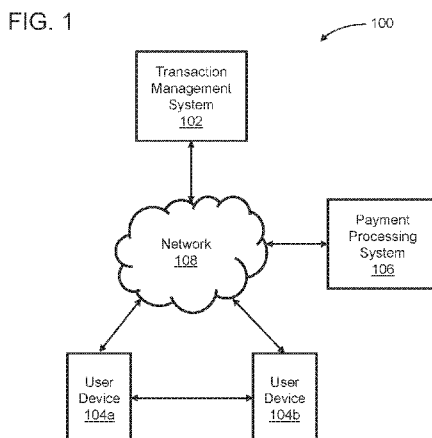 FIG. 1
100
Transaction
Management
System
102
Network
108
Payment
Processing
System
106
User
Device
104a
User
Device
104b